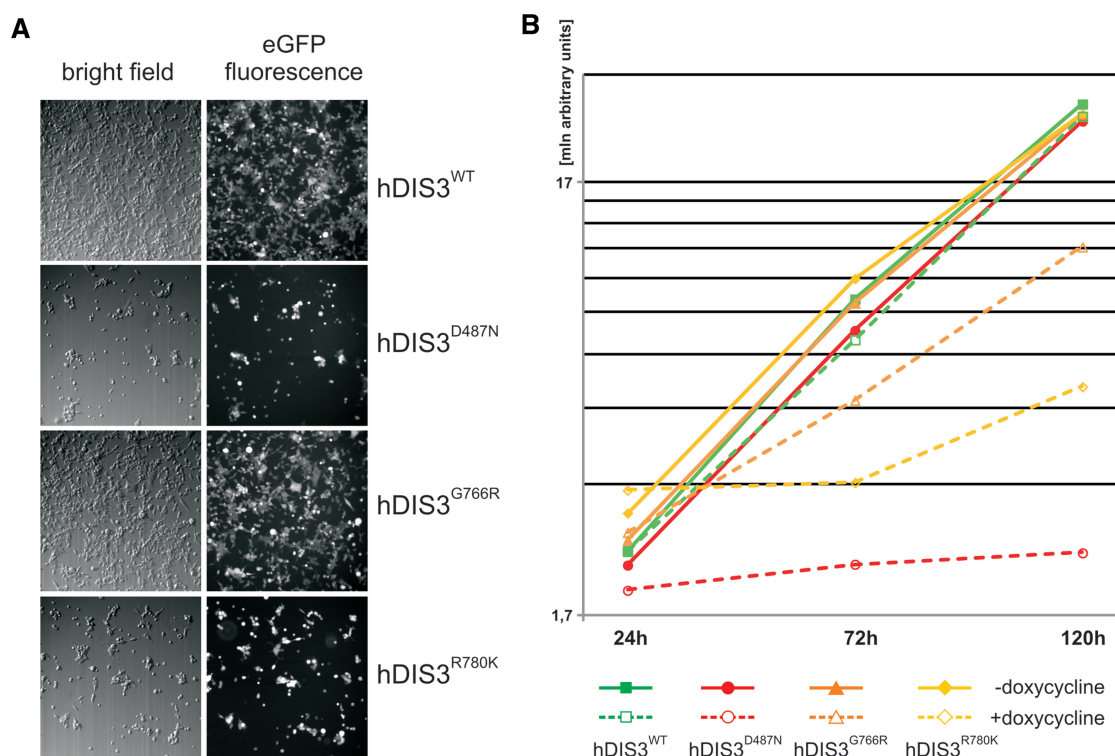 A
bright field
eGFP
fluorescence
hDIS3WT
hDIS3D487N
hDIS3G766R
hDIS3R780K
B
[mln arbitrary units]
17
1,7
24h 72h 120h
-doxycycline
+doxycycline
hDIS3WT hDIS3D487N hDIS3G766R hDIS3R780K